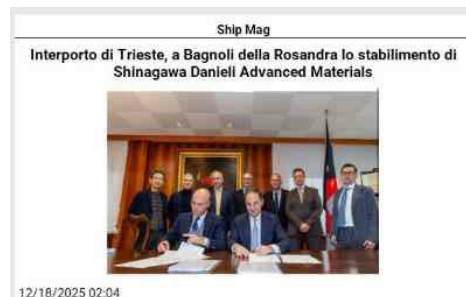 Ship Mag
Interporto di Trieste, a Bagnoli della Rosandra lo stabilimento di
Shinagawa Danieli Advanced Materials
12/18/2025 02:04